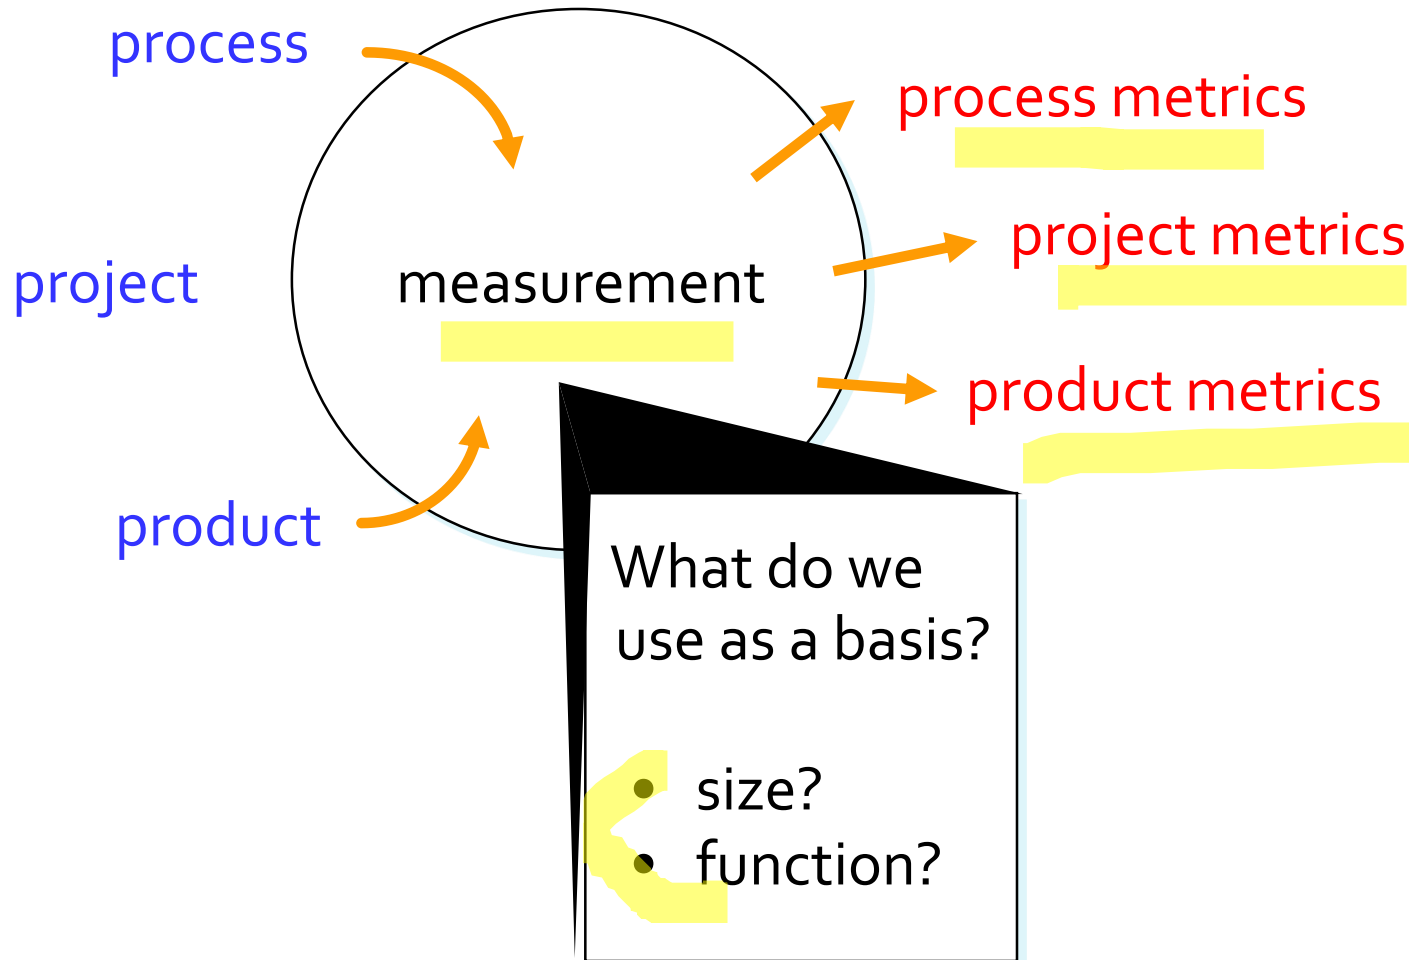 process
process metrics
project metrics
project
measurement
product metrics
product
What do we
use as a basis?
• size?
• function?